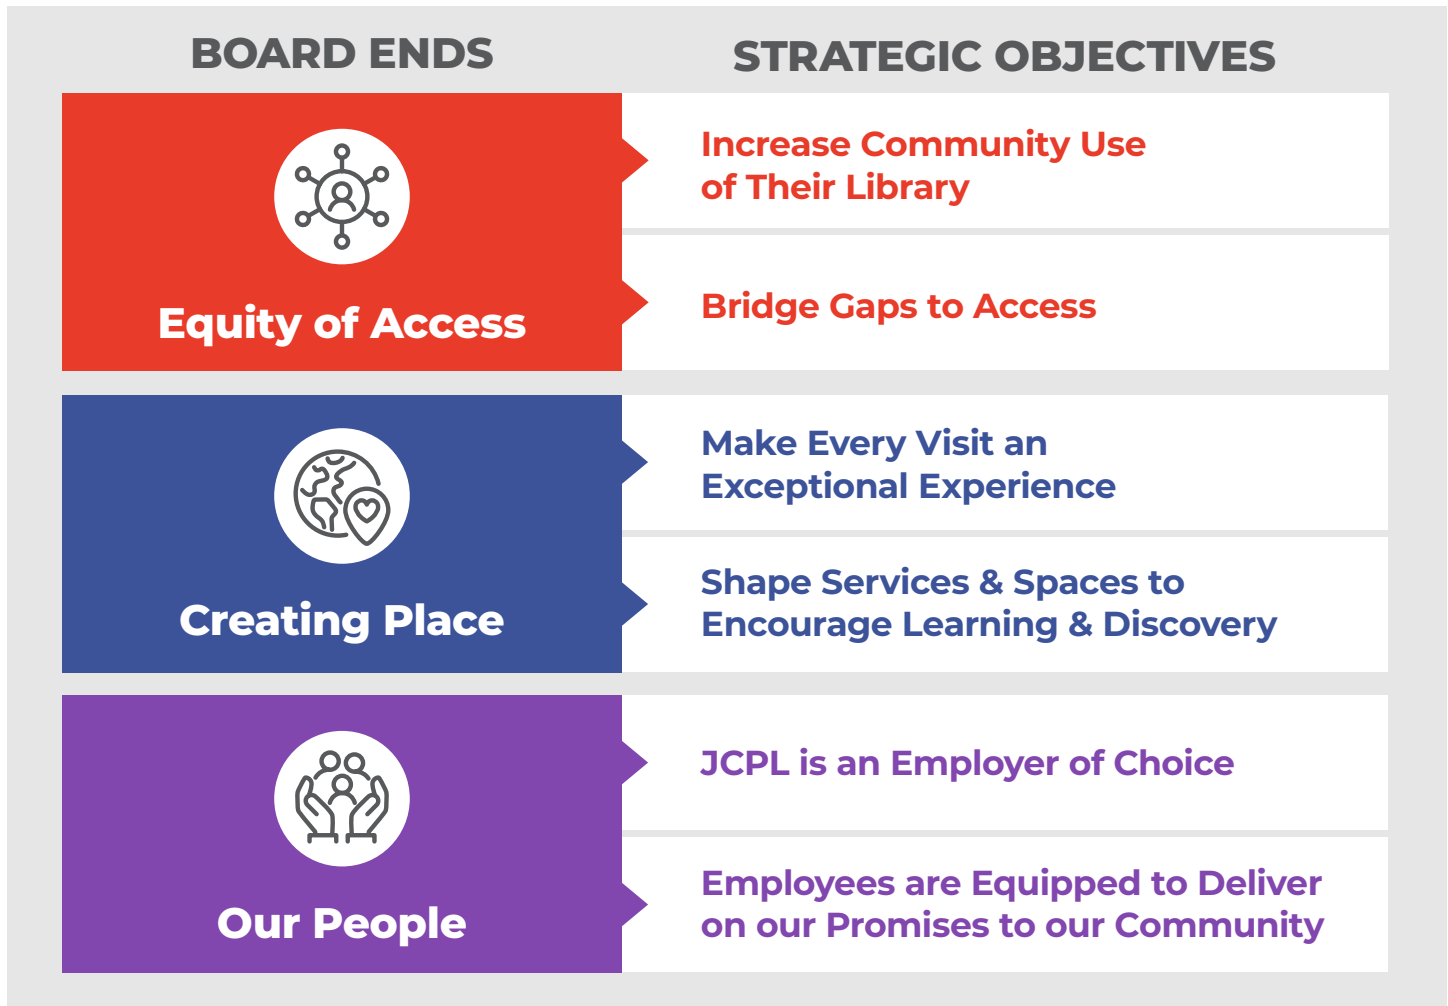 BOARD ENDS
STRATEGIC OBJECTIVES
Equity of Access
Increase Community Use
of Their Library
Bridge Gaps to Access
Creating Place
Make Every Visit an
Exceptional Experience
Shape Services & Spaces to
Encourage Learning & Discovery
Our People
JCPL is an Employer of Choice
Employees are Equipped to Deliver
on our Promises to our Community